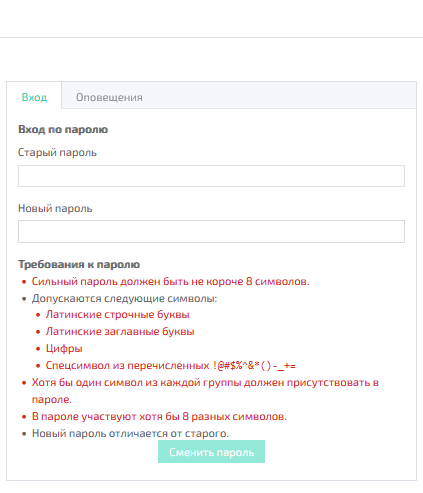 Вход
Оповещения
Вход по паролю
Старый пароль
Новый пароль
Требования к паролю
Сильный пароль должен быть не короче 8 символов.
Допускаются следующие символы:
Латинские строчные буквы
Латинские заглавные буквы
Цифры
Спецсимвол из перечисленных !@#$%^&*()-_+=
Хотя бы один символ из каждой группы должен присутствовать в
пароле.
В пароле участвуют хотя бы 8 разных символов.
Новый пароль отличается от старого.
Сменить пароль